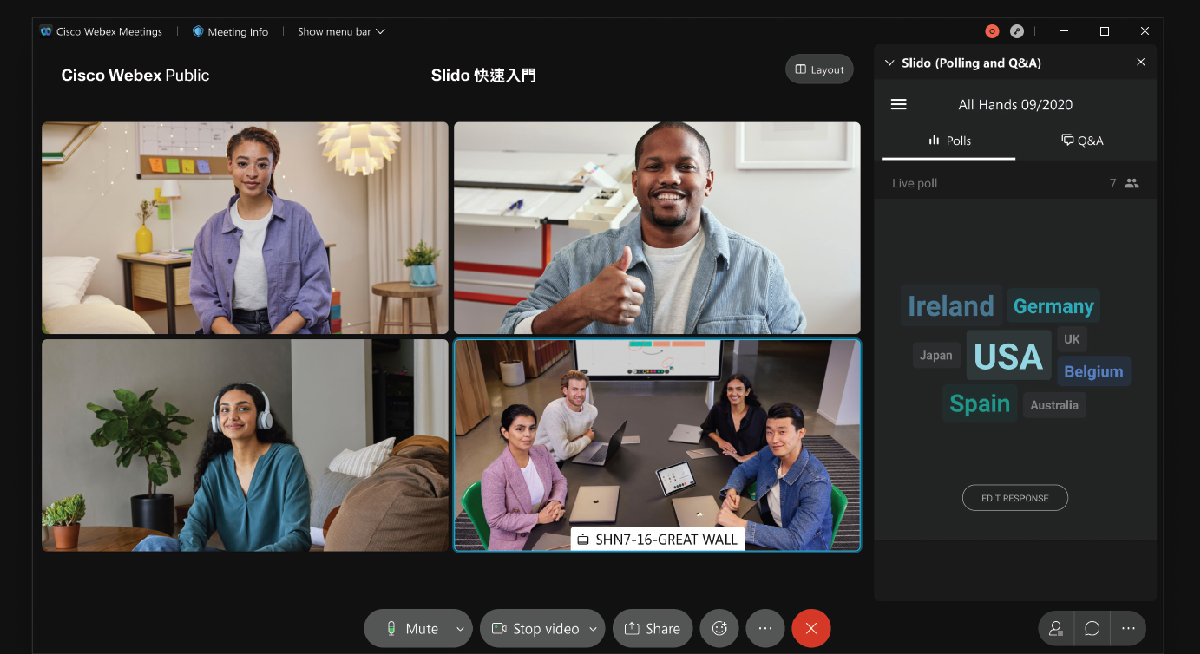 Cisco Webex Meetings
Meeting Info
Show menu bar
Cisco Webex Public
Slido 快速入門
Layout
SHN7-16-GREAT WALL
Slido (Polling and Q&A)
All Hands 09/2020
Polls
Q&A
Live poll
7
Ireland
Germany
UK
Japan
USA
Belgium
Spain
Australia
EDIT RESPONSE
Mute
Stop video
Share